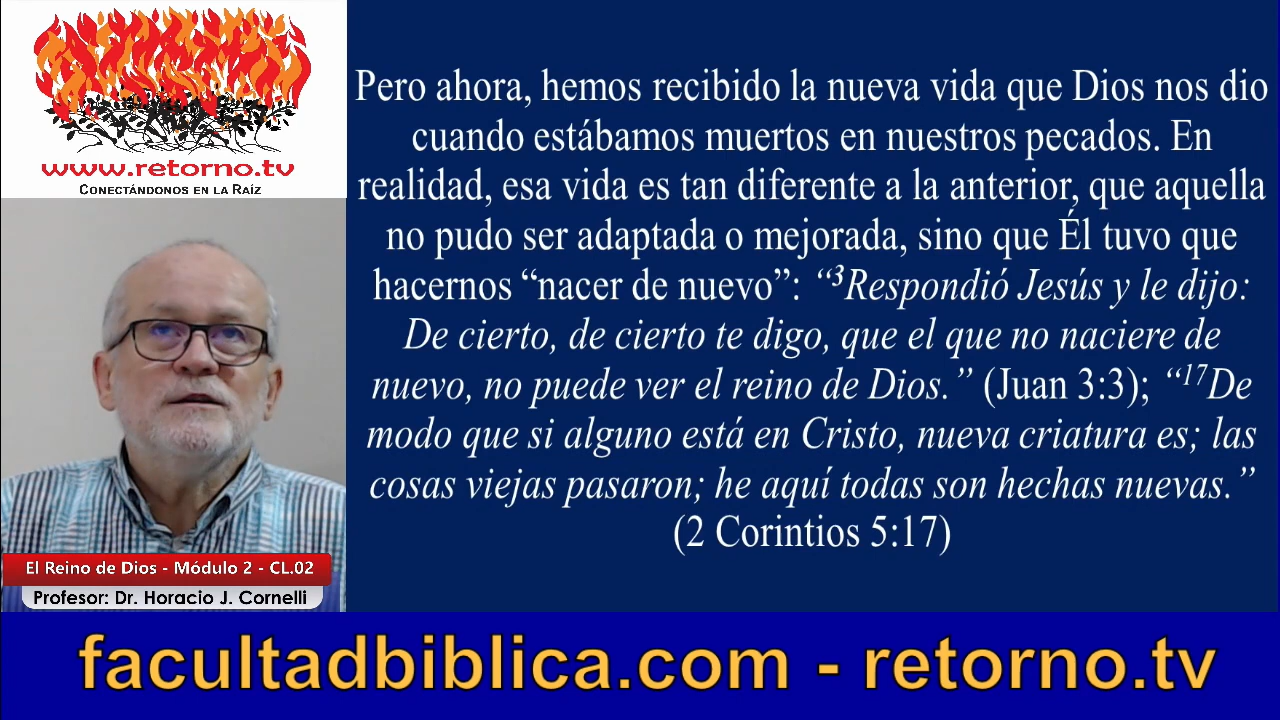 www.retorno.tv
CONECTÁNDONOS EN LA RAÍZ
Pero ahora, hemos recibido la nueva vida que Dios nos dio
cuando estábamos muertos en nuestros pecados. En
realidad, esa vida es tan diferente a la anterior, que aquella
no pudo ser adaptada o mejorada, sino que Él tuvo que
hacernos “nacer de nuevo”: “³Respondió Jesús y le dijo:
De cierto, de cierto te digo, que el que no naciere de
nuevo, no puede ver el reino de Dios.” (Juan 3:3); “¹⁷De
modo que si alguno está en Cristo, nueva criatura es; las
cosas viejas pasaron; he aquí todas son hechas nuevas.”
(2 Corintios 5:17)
El Reino de Dios - Módulo 2 - CL.02
Profesor: Dr. Horacio J. Cornelli
facultadbiblica.com - retorno.tv